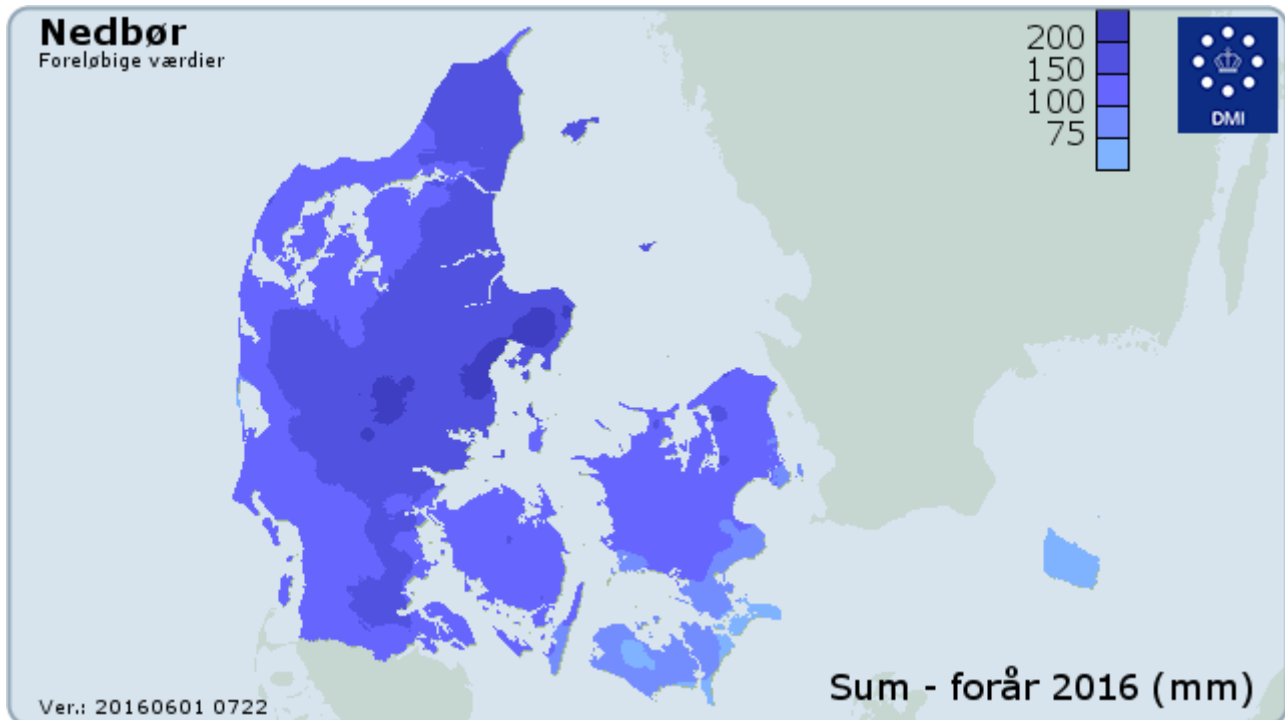 Nedbør
Foreløbige værdier
200
150
100
75
DMI
Sum - forår 2016 (mm)
Ver.: 20160601 0722